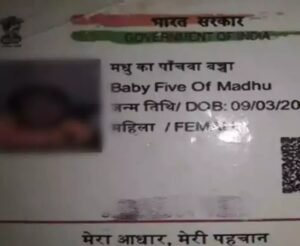 भारत सरकार
GOVERNMENT OF INDIA
मधु का पाँचवा बच्चा
Baby Five Of Madhu
जन्म तिथि/ DOB: 09/03/20
महिला / FEMA
मेरा आधार, मेरी पहचान